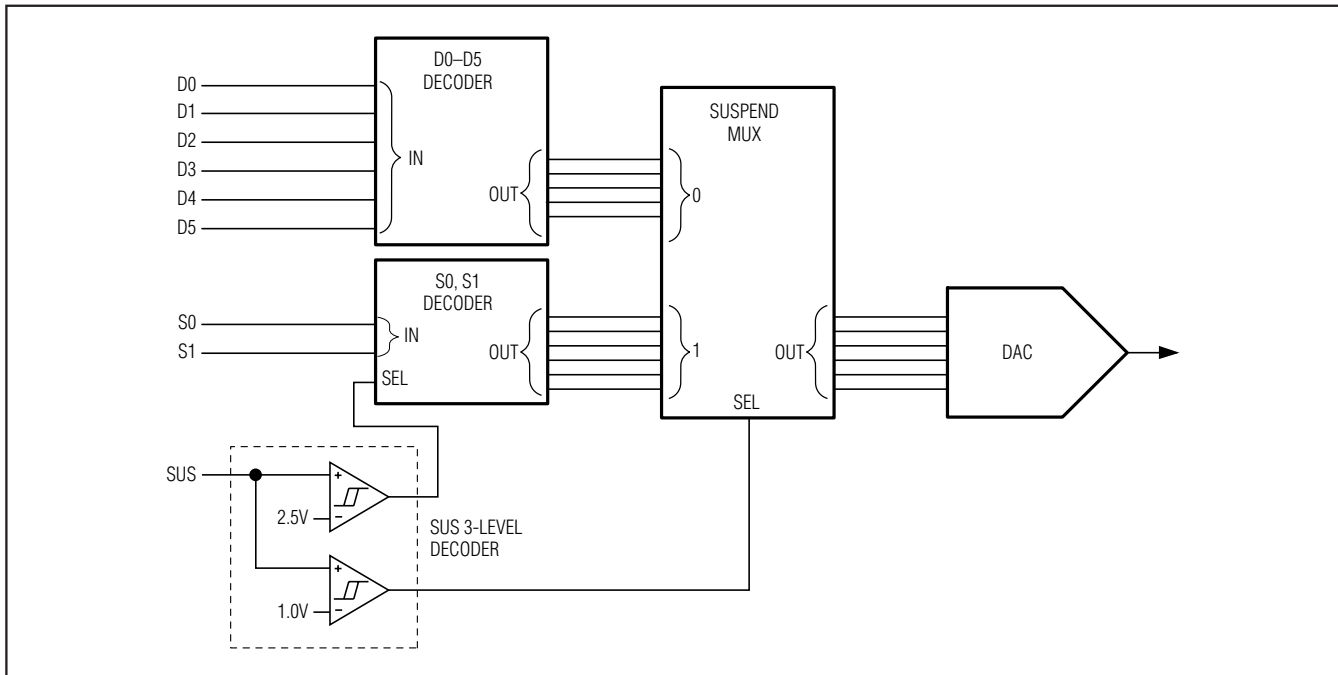 D0
D1
D2
D3
D4
D5
D0–D5
DECODER
IN
OUT
SUSPEND
MUX
0
1
OUT
SEL
S0
S1
S0, S1
DECODER
IN
OUT
SEL
DAC
SUS
+
2.5V
–
+
1.0V
–
SUS 3-LEVEL
DECODER